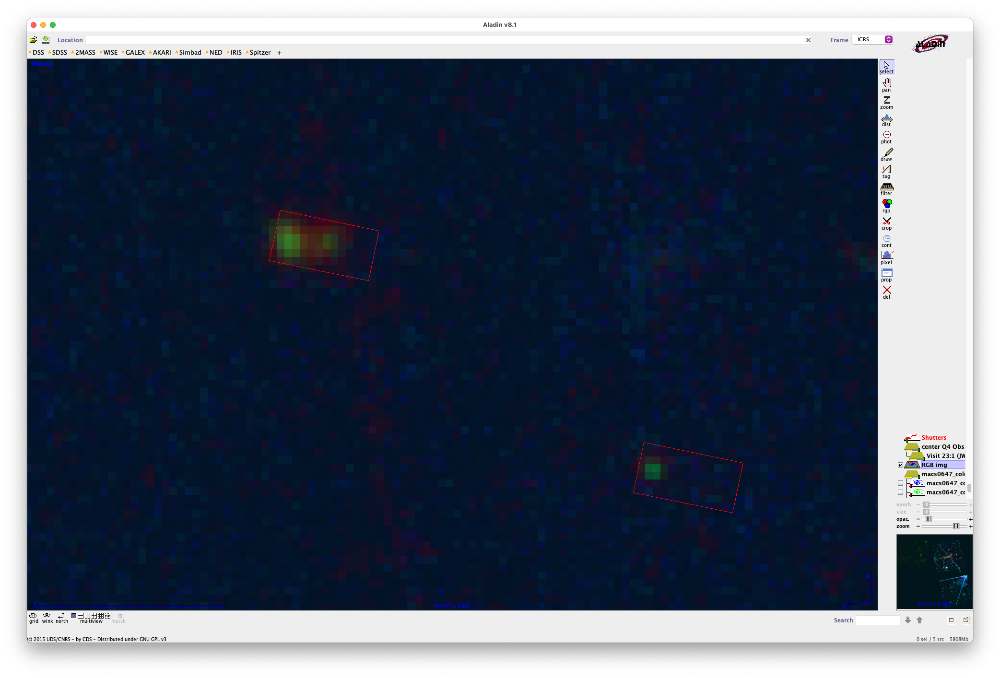 Aladin v8.1
Location
x
Frame
ICRS
ALADIN
DSS SDSS 2MASS WISE GALEX AKARI Simbad NED IRIS Spitzer +
RGB img
select
pan
zoom
dist
phot
draw
tag
filter
rgb
crop
cont
pixel
prop
del
Shutters
center Q4 Obs
Visit 23:1 (JW
RGB img
macs0647_col
macs0647_cc
macs0647_cc
epoch - +
size - +
opac. - +
zoom - +
N
E
1"
4.437" x 2.88"
grid wink north multiview match
Search
(c) 2015 UDS/CNRS - by CDS - Distributed under GNU GPL v3
0 sel / 5 src 5808Mb